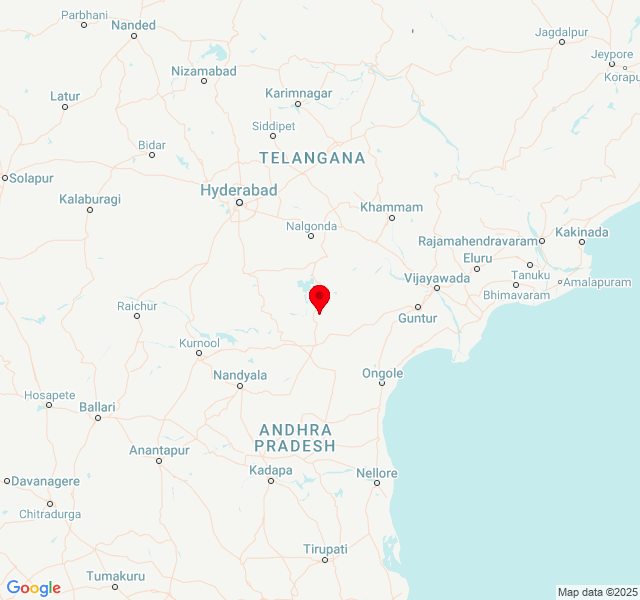 Parbhani
Nanded
Jagdalpur
Jeypore
Nizamabad
Korapu
Karimnagar
Latur
Siddipet
Bidar
TELANGANA
Solapur
Hyderabad
Kalaburagi
Khammam
Nalgonda
Kakinada
Rajamahendravaram
Eluru
Vijayawada
Tanuku
Amalapuram
Bhimavaram
Raichur
Guntur
Kurnool
Nandyala
Ongole
Hosapete
Ballari
ANDHRA
PRADESH
Anantapur
Kadapa
Nellore
Davanagere
Chitradurga
Tirupati
Tumakuru
Google
Map data ©2025